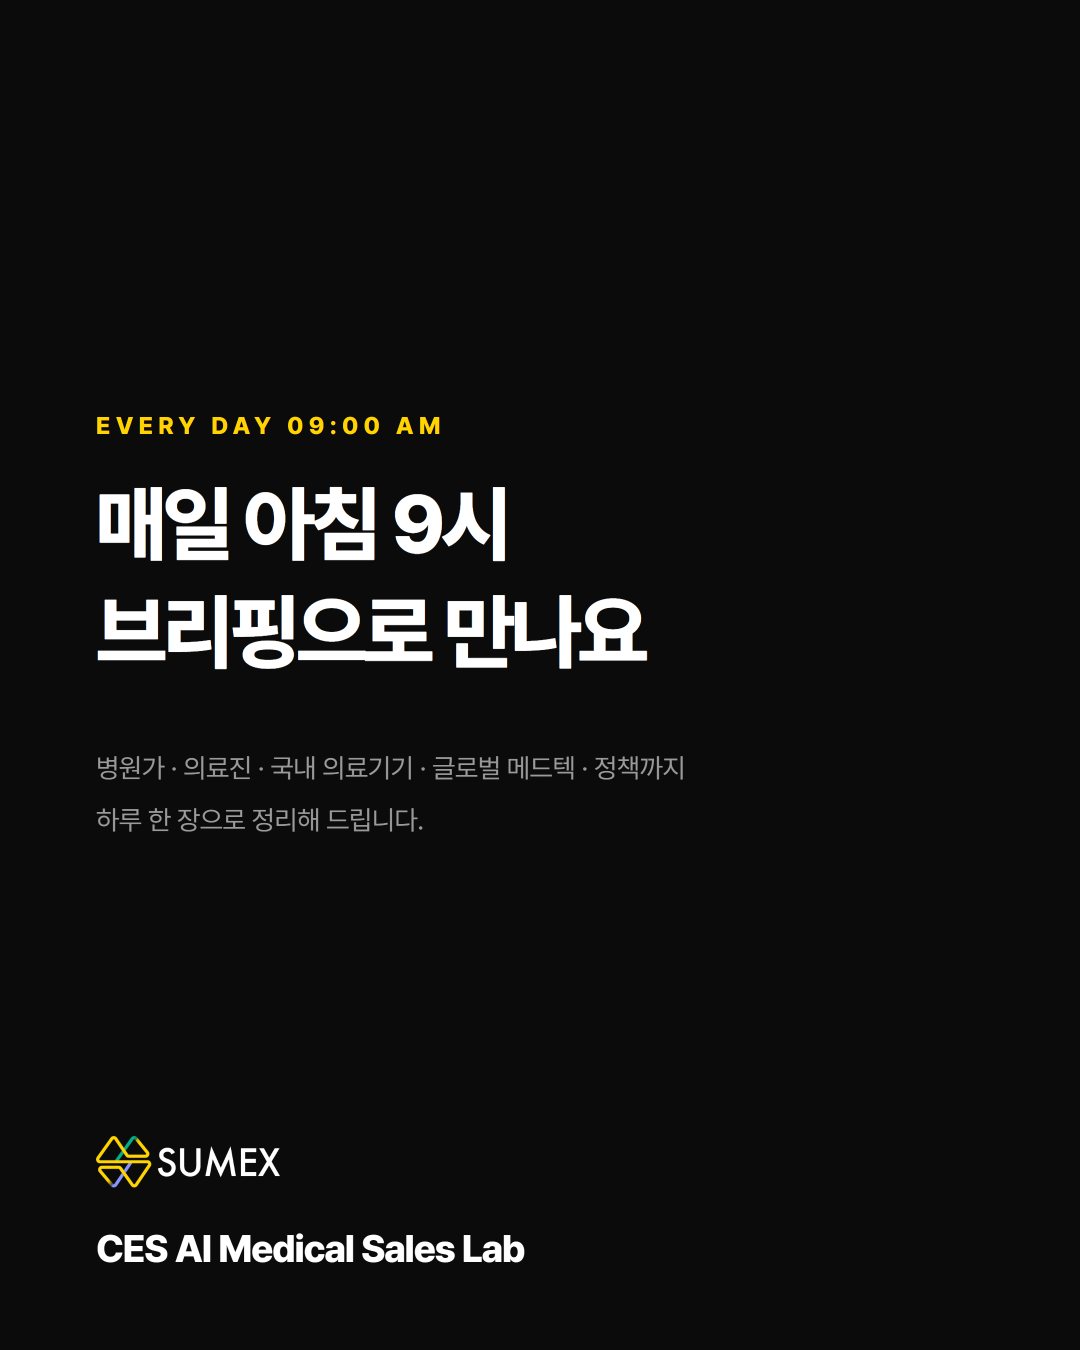 EVERY DAY 09:00 AM
매일 아침 9시
브리핑으로 만나요
병원가 · 의료진 · 국내 의료기기 · 글로벌 메드텍 · 정책까지
하루 한 장으로 정리해 드립니다.
SUMEX
CES AI Medical Sales Lab